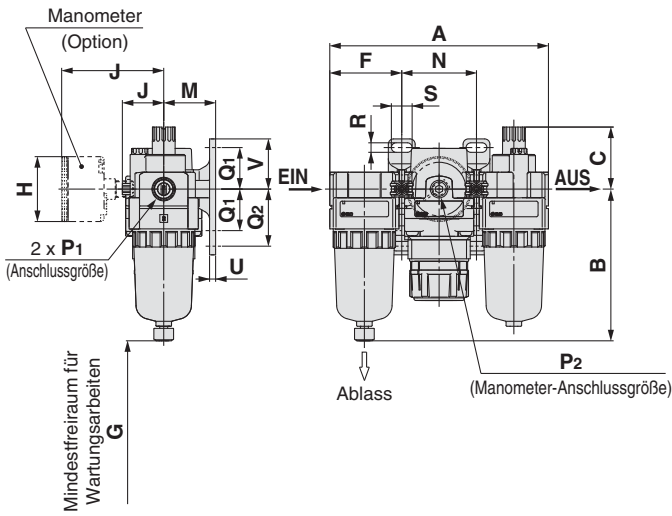 Manometer
(Option)
J
J
M
H
Q1
V
Q1
Q2
U
2 x P1
(Anschlussgröße)
G
Mindestfreiraum für
Wartungsarbeiten
A
F
N
S
R
C
EIN
AUS
B
P2
(Manometer-Anschlussgröße)
Ablass